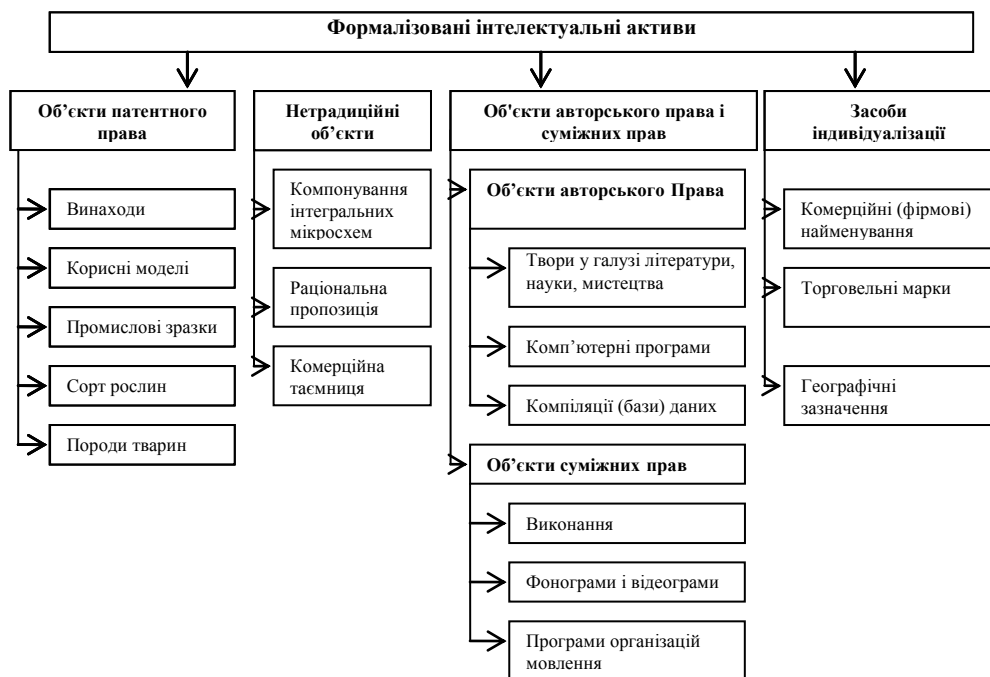 Формалізовані інтелектуальні активи
Об’єкти патентного
права
Винаходи
Корисні моделі
Промислові зразки
Сорт рослин
Породи тварин
Нетрадиційні
об’єкти
Компонування
інтегральних
мікросхем
Раціональна
пропозиція
Комерційна
таємниця
Об'єкти авторського права і
суміжних прав
Об’єкти авторського Права
Твори у галузі літератури,
науки, мистецтва
Комп’ютерні програми
Компіляції (бази) даних
Об’єкти суміжних прав
Виконання
Фонограми і відеограми
Програми організацій
мовлення
Засоби
індивідуалізації
Комерційні (фірмові)
найменування
Торговельні марки
Географічні
зазначення